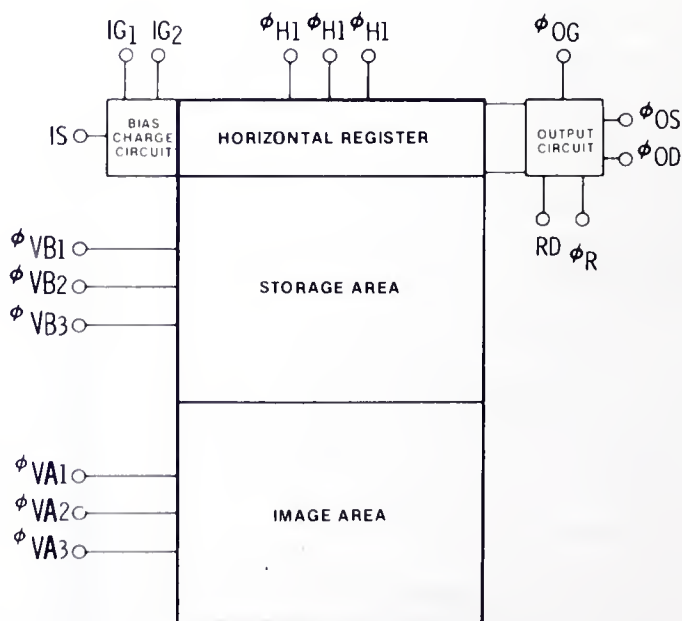 IG1 IG2 ϕH1 ϕH1 ϕH1 ϕOG
IS
BIAS
CHARGE
CIRCUIT
HORIZONTAL REGISTER
OUTPUT
CIRCUIT
ϕOS
ϕOD
RD ϕR
ϕVB1
ϕVB2
ϕVB3
STORAGE AREA
ϕVA1
ϕVA2
ϕVA3
IMAGE AREA